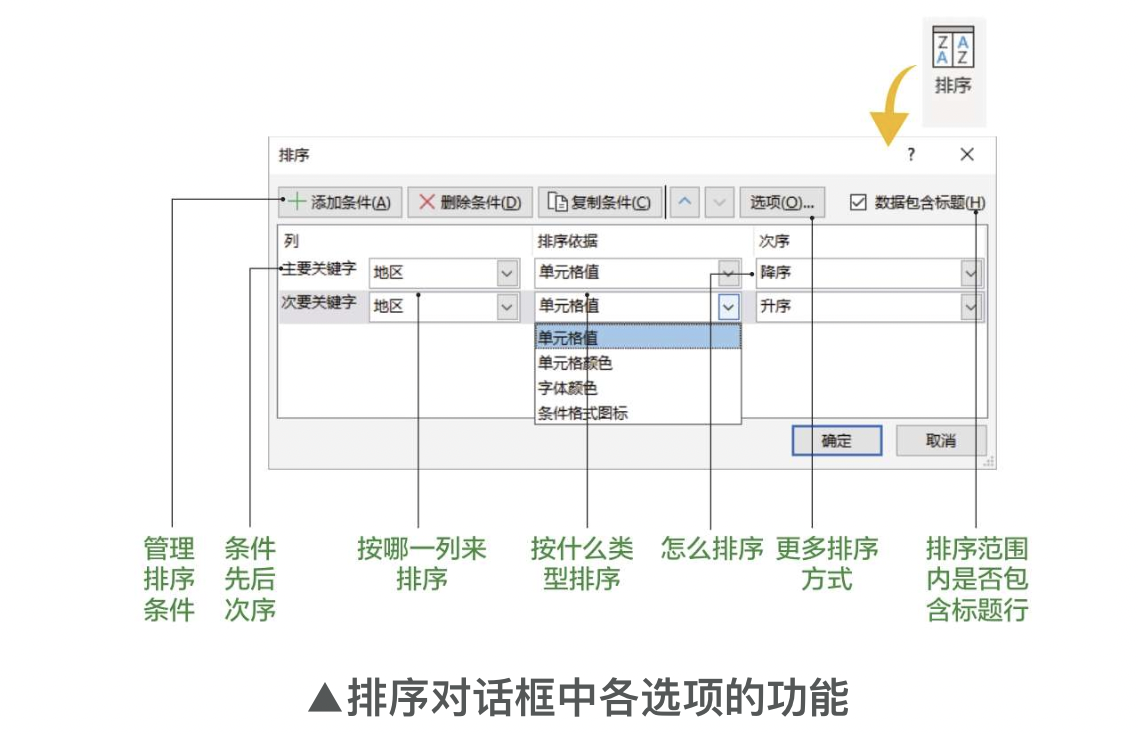 Z A
A Z
排序
排序 ?
添加条件(A) 删除条件(D) 复制条件(C) 选项(O)... 数据包含标题(H)
列 排序依据 次序
主要关键字 地区 单元格值 降序
次要关键字 地区 单元格值 升序
单元格值
单元格颜色
字体颜色
条件格式图标
确定 取消
管理
排序
条件
条件
先后
次序
按哪一列来
排序
按什么类
型排序
怎么排序
更多排序
方式
排序范围
内是否包
含标题行
▲排序对话框中各选项的功能